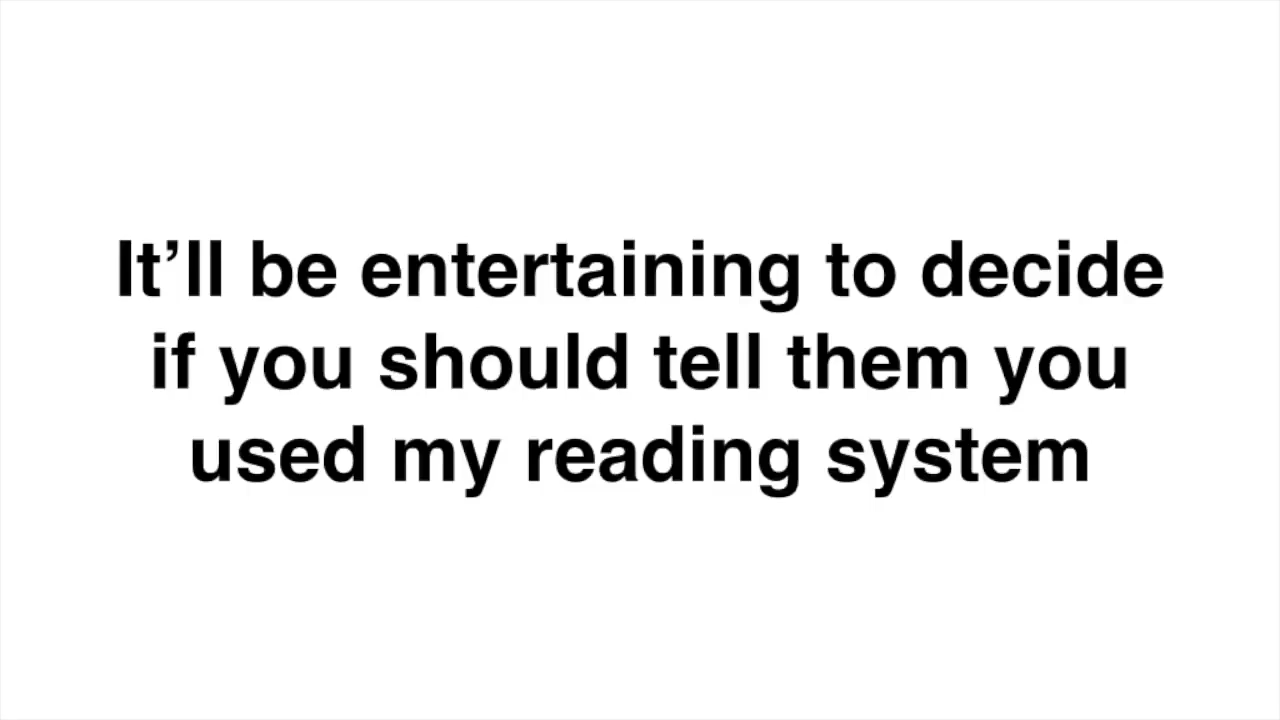 It’ll be entertaining to decide
if you should tell them you
used my reading system